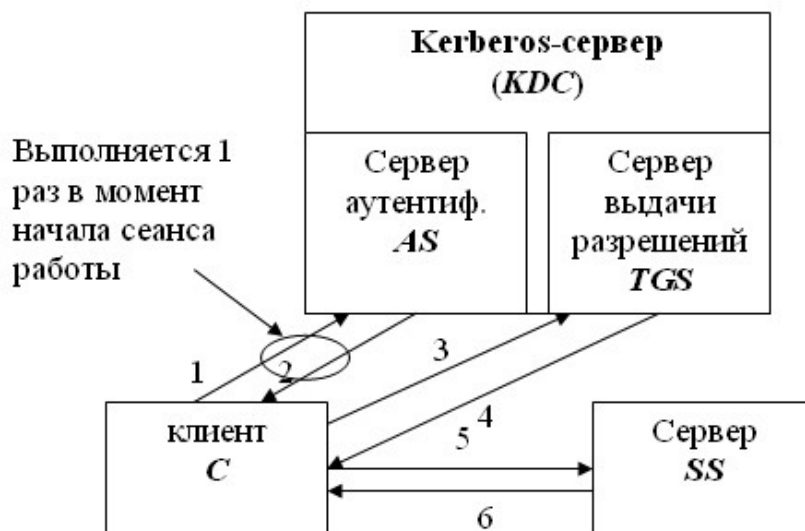 Kerberos-сервер
(KDC)
Выполняется 1
раз в момент
начала сеанса
работы
Сервер
аутентиф.
AS
Сервер
выдачи
разрешений
TGS
1
2
3
4
5
клиент
C
Сервер
SS
6